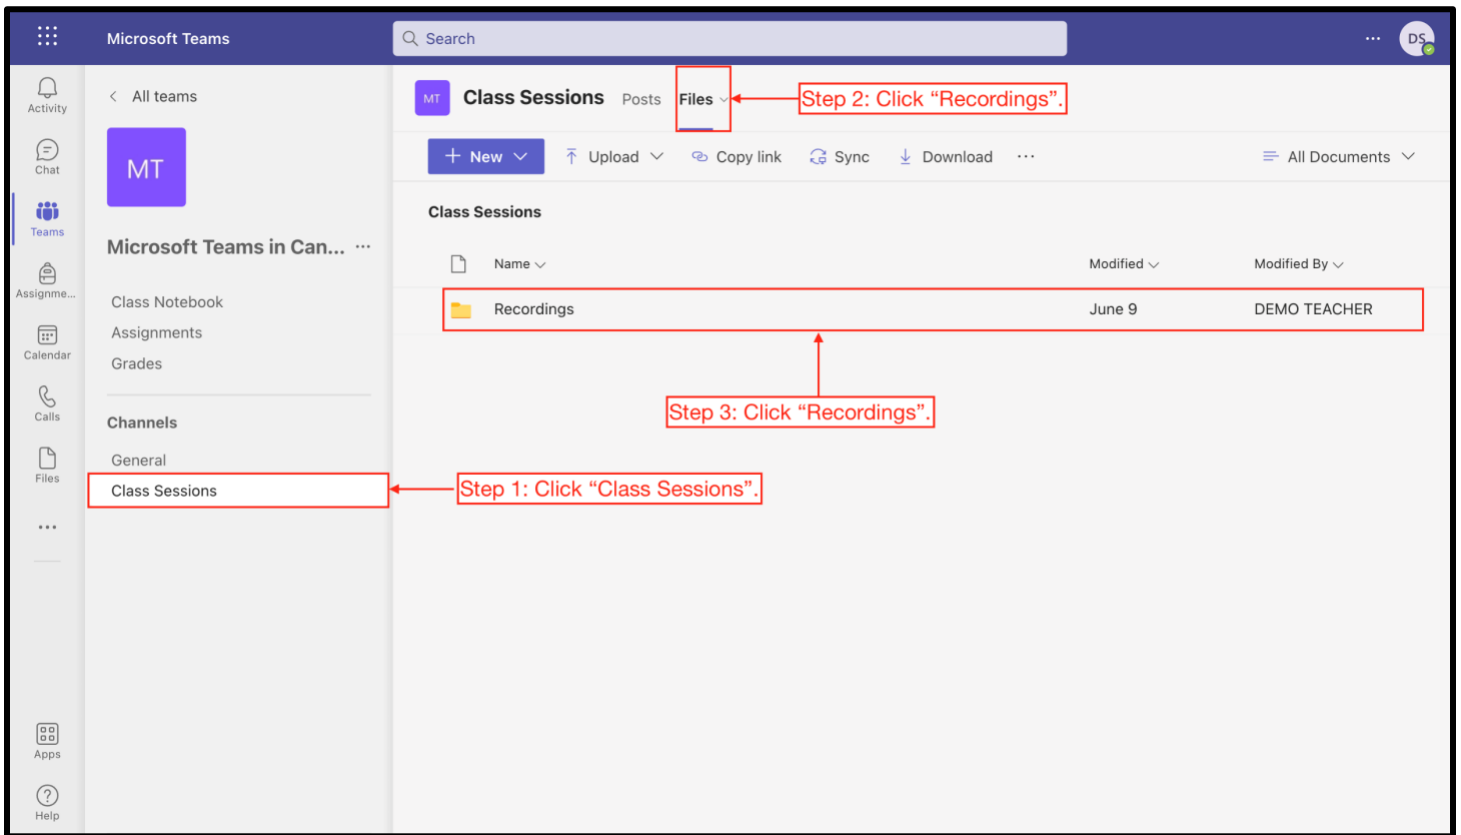 Microsoft Teams
Search
DS
Activity
Chat
Teams
Assignme...
Calendar
Calls
Files
Apps
Help
All teams
MT
Microsoft Teams in Can...
Class Notebook
Assignments
Grades
Channels
General
Class Sessions
Step 1: Click “Class Sessions”.
MT Class Sessions Posts Files
Step 2: Click “Recordings”.
New Upload Copy link Sync Download All Documents
Class Sessions
Name Modified Modified By
Recordings June 9 DEMO TEACHER
Step 3: Click “Recordings”.